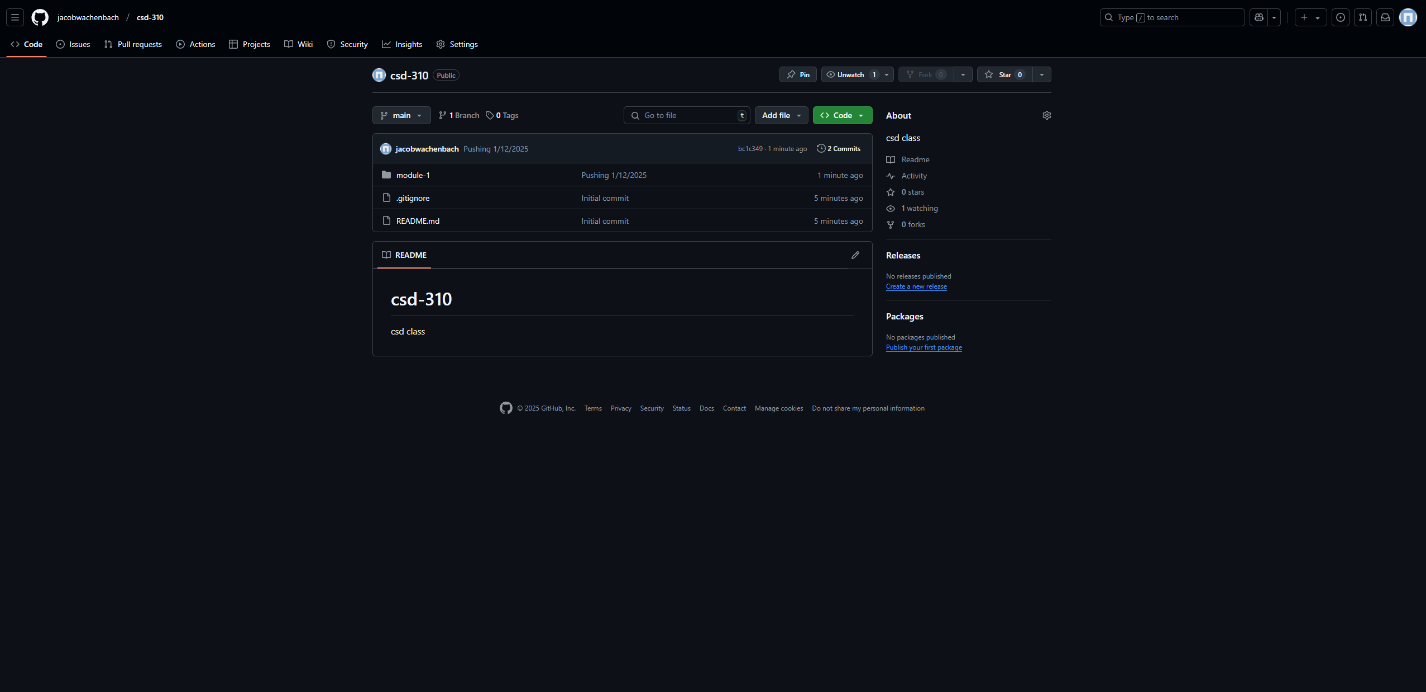 jacobwachenbach / csd-310
Type / to search
Code Issues Pull requests Actions Projects Wiki Security Insights Settings
csd-310 Public
Pin Unwatch 1 Fork 0 Star 0
main 1 Branch 0 Tags Go to file t Add file Code
jacobwachenbach Pushing 1/12/2025 bc1c349 · 1 minute ago 2 Commits
module-1 Pushing 1/12/2025 1 minute ago
.gitignore Initial commit 5 minutes ago
README.md Initial commit 5 minutes ago
README
csd-310
csd class
About
csd class
Readme
Activity
0 stars
1 watching
0 forks
Releases
No releases published
Create a new release
Packages
No packages published
Publish your first package
© 2025 GitHub, Inc. Terms Privacy Security Status Docs Contact Manage cookies Do not share my personal information